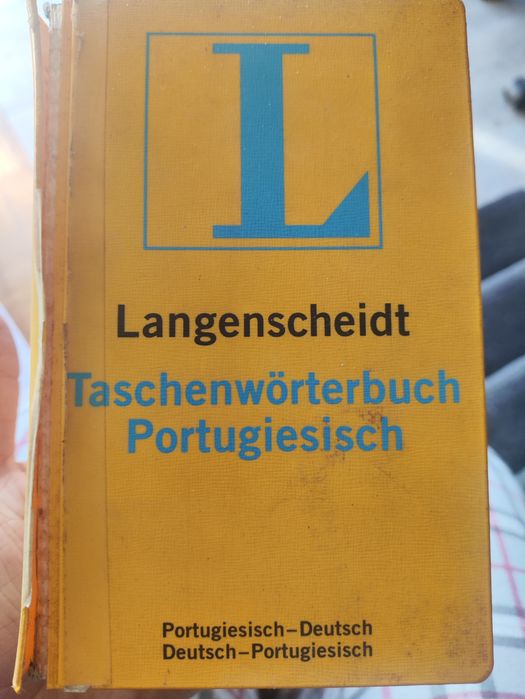 L
Langenscheidt
Taschenwörterbuch
Portugiesisch
Portugiesisch–Deutsch
Deutsch–Portugiesisch